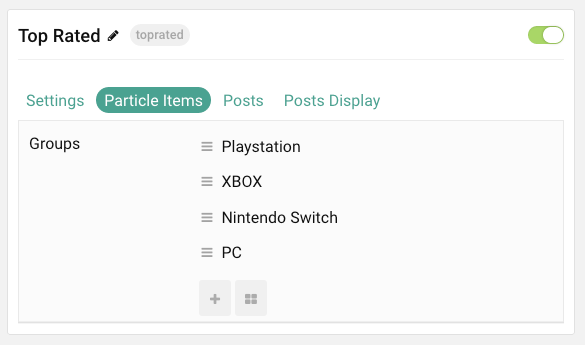 Top Rated toprated
Settings Particle Items Posts Posts Display
Groups
Playstation
XBOX
Nintendo Switch
PC